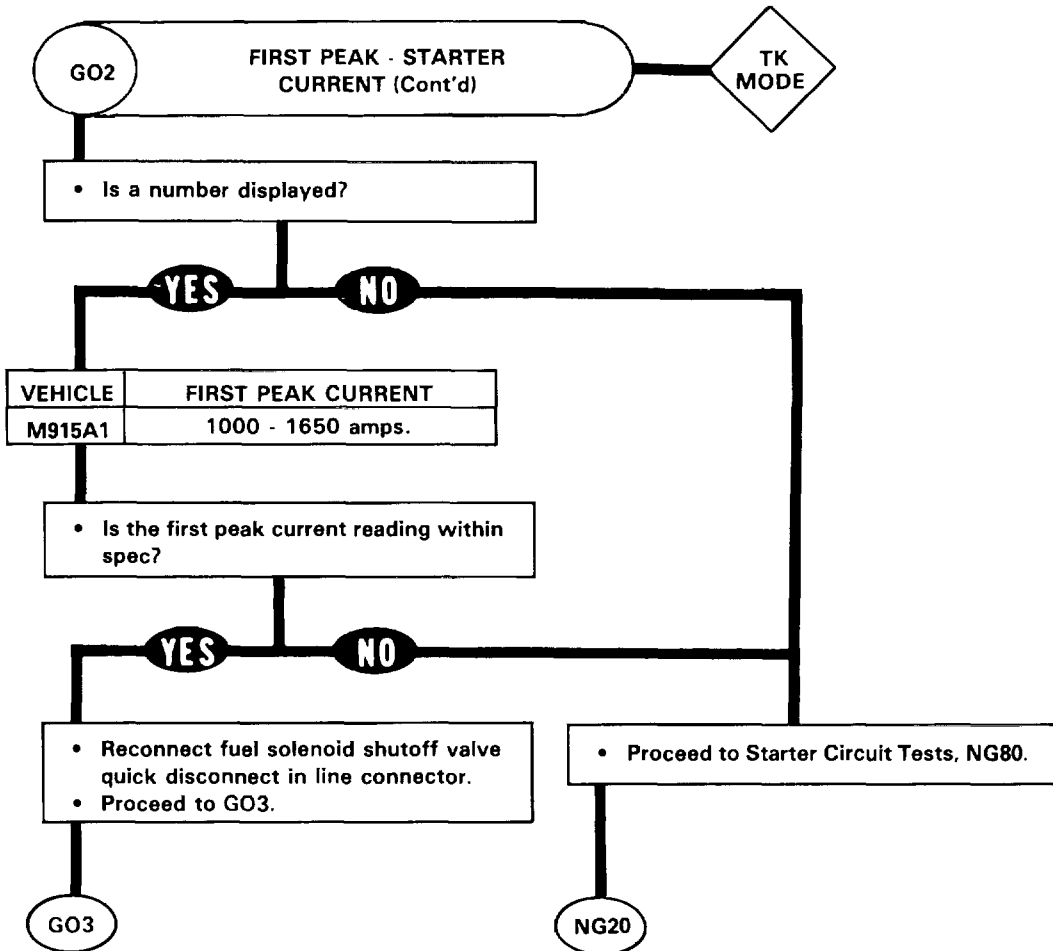 GO2
FIRST PEAK - STARTER
CURRENT (Cont'd)
TK
MODE
• Is a number displayed?
YES
NO
VEHICLE
FIRST PEAK CURRENT
M915A1
1000 - 1650 amps.
• Is the first peak current reading within
spec?
YES
NO
• Reconnect fuel solenoid shutoff valve
quick disconnect in line connector.
• Proceed to GO3.
• Proceed to Starter Circuit Tests, NG80.
GO3
NG20